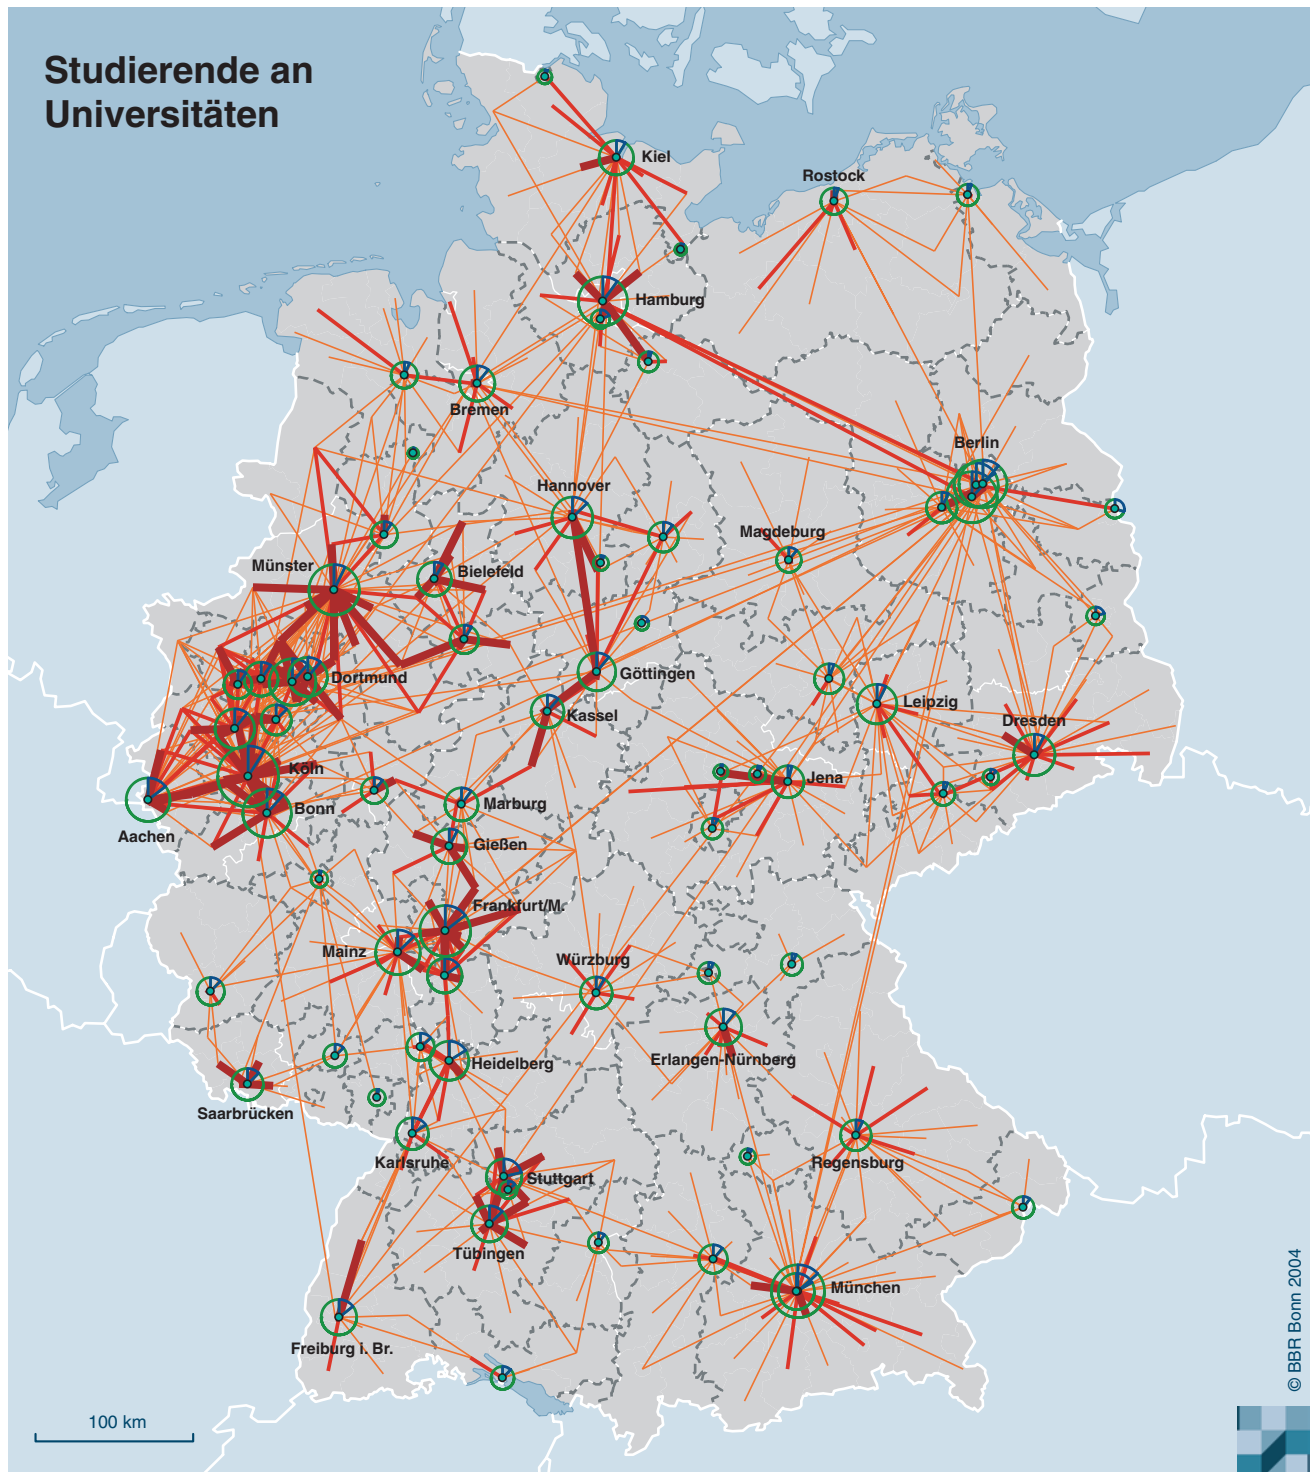 Studierende an
Universitäten
Kiel
Rostock
Hamburg
Bremen
Berlin
Hannover
Magdeburg
Münster
Bielefeld
Dortmund
Göttingen
Kassel
Leipzig
Dresden
Köln
Jena
Bonn
Marburg
Aachen
Gießen
Frankfurt/M.
Mainz
Würzburg
Erlangen-Nürnberg
Heidelberg
Saarbrücken
Karlsruhe
Regensburg
Stuttgart
Tübingen
München
Freiburg i. Br.
100 km
© BBR Bonn 2004